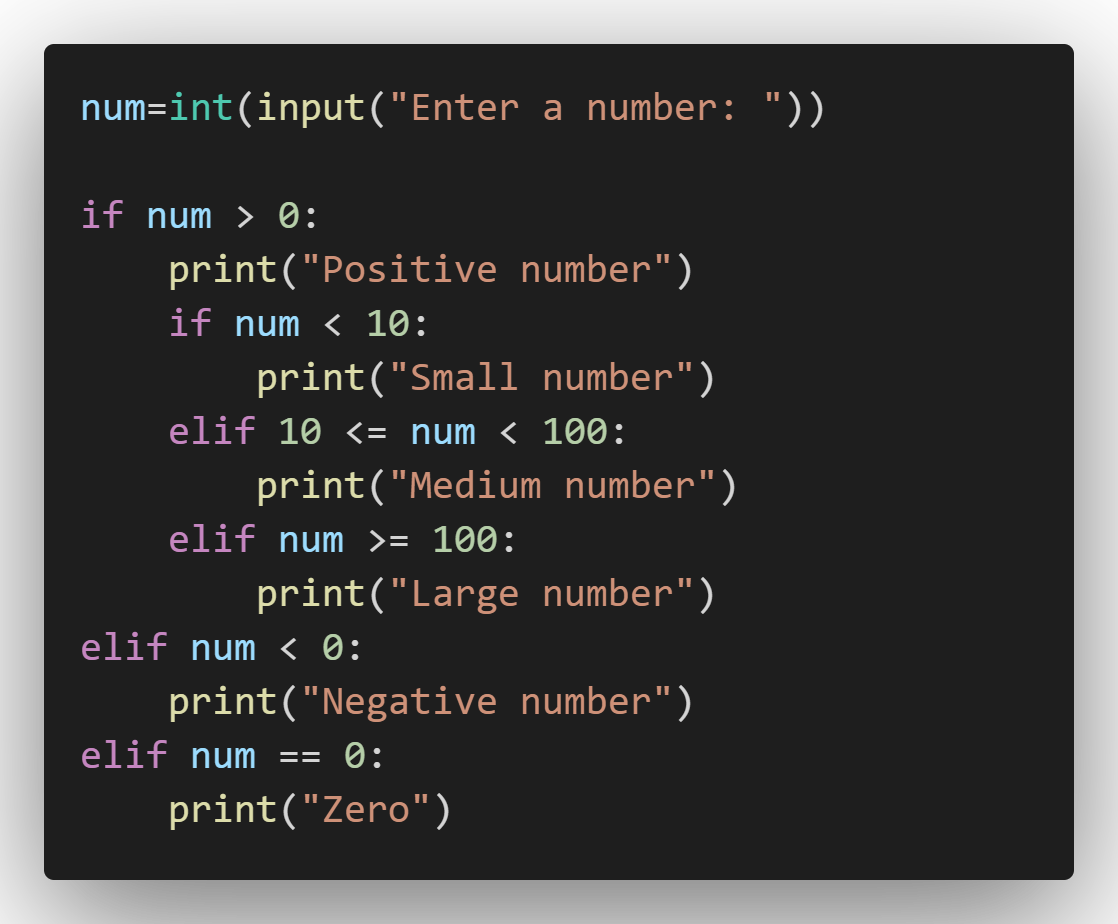 num=int(input("Enter a number: "))

if num > 0:
    print("Positive number")
    if num < 10:
        print("Small number")
    elif 10 <= num < 100:
        print("Medium number")
    elif num >= 100:
        print("Large number")
elif num < 0:
    print("Negative number")
elif num == 0:
    print("Zero")